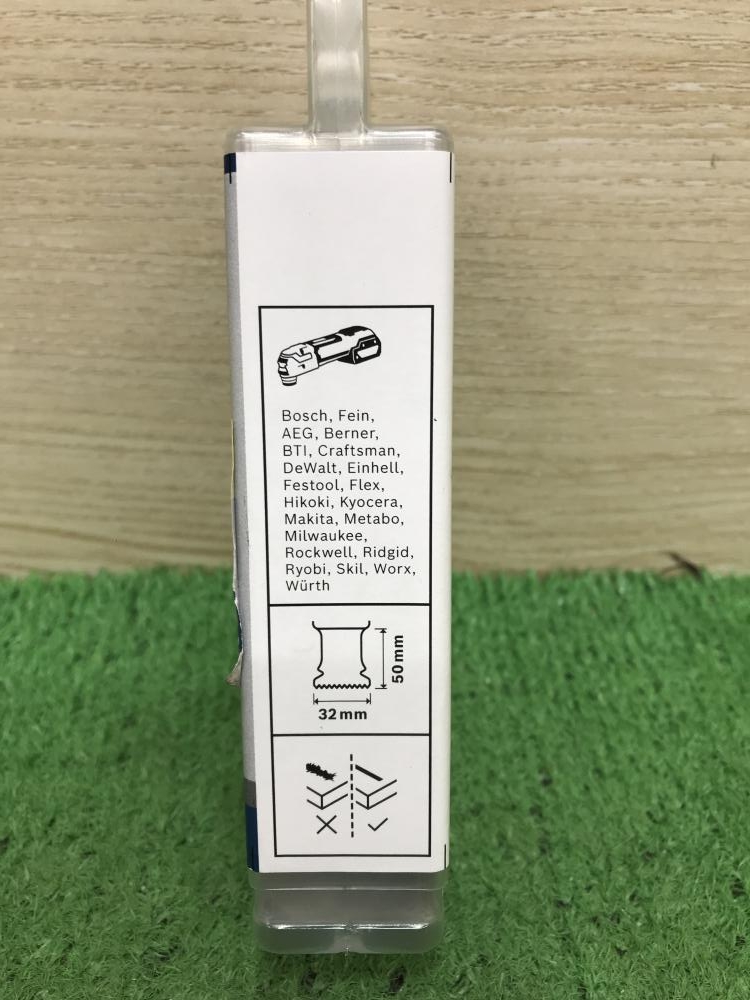 Bosch, Fein,
AEG, Berner,
BTI, Craftsman,
DeWalt, Einhell,
Festool, Flex,
Hikoki, Kyocera,
Makita, Metabo,
Milwaukee,
Rockwell, Ridgid,
Ryobi, Skil, Worx,
Würth
50 mm
32 mm